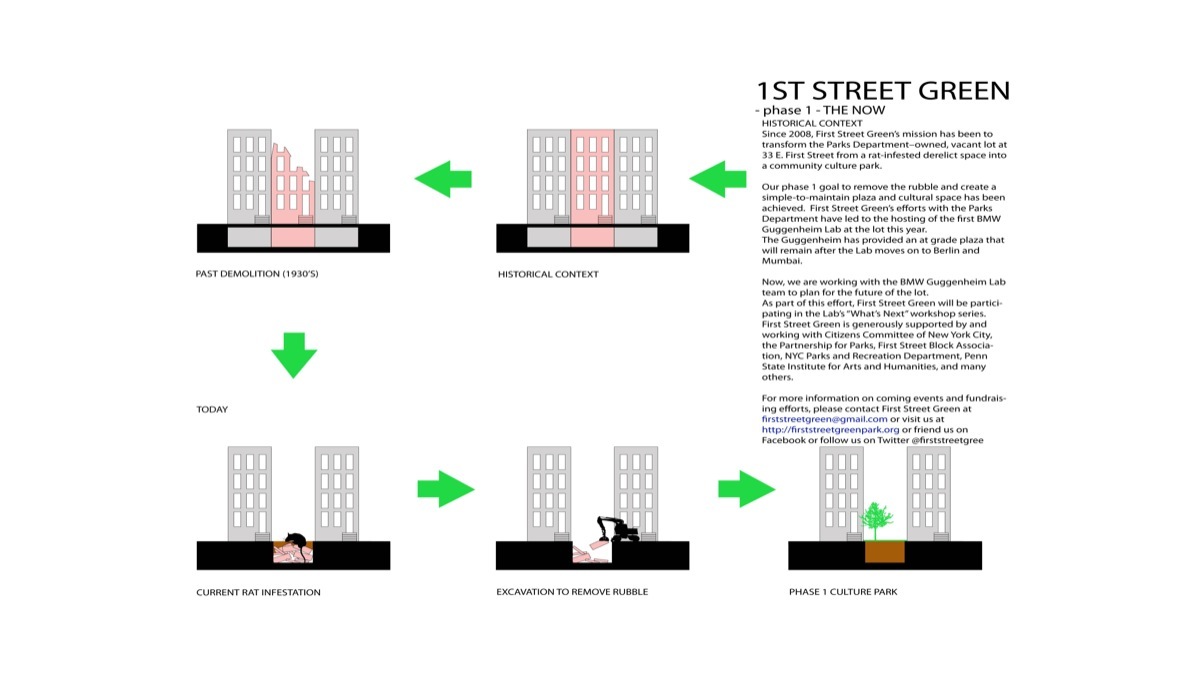 1ST STREET GREEN
- phase 1 - THE NOW
HISTORICAL CONTEXT
Since 2008, First Street Green's mission has been to
transform the Parks Department–owned, vacant lot at
33 E. First Street from a rat-infested derelict space into
a community culture park.
Our phase 1 goal to remove the rubble and create a
simple-to-maintain plaza and cultural space has been
achieved. First Street Green's efforts with the Parks
Department have led to the hosting of the first BMW
Guggenheim Lab at the lot this year.
The Guggenheim has provided an at grade plaza that
will remain after the Lab moves on to Berlin and
Mumbai.
Now, we are working with the BMW Guggenheim Lab
team to plan for the future of the lot.
As part of this effort, First Street Green will be partici-
pating in the Lab's "What's Next" workshop series.
First Street Green is generously supported by and
working with Citizens Committee of New York City,
the Partnership for Parks, First Street Block Associa-
tion, NYC Parks and Recreation Department, Penn
State Institute for Arts and Humanities, and many
others.
For more information on coming events and fundrais-
ing efforts, please contact First Street Green at
firststreetgreen@gmail.com or visit us at
http://firststreetgreenpark.org or friend us on
Facebook or follow us on Twitter @firststreetgree
HISTORICAL CONTEXT
PAST DEMOLITION (1930'S)
TODAY
CURRENT RAT INFESTATION
EXCAVATION TO REMOVE RUBBLE
PHASE 1 CULTURE PARK